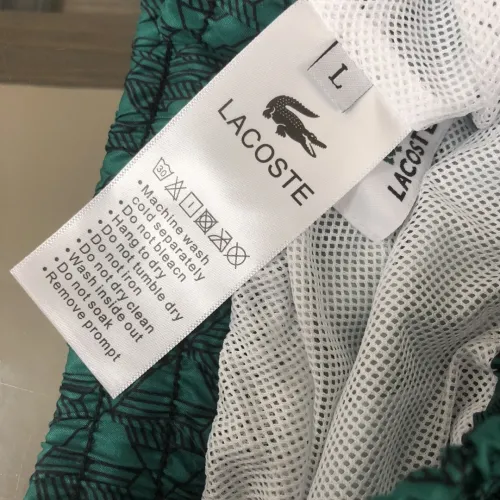 L
LACOSTE
30
• Machine wash
cold separately
• Do not bleacn
• Hang to dry
• Do not tumble dry
• Do not iron
• Do not dry clean
• Wash inside out
• Do not soak
• Remove prompt
LACOSTE